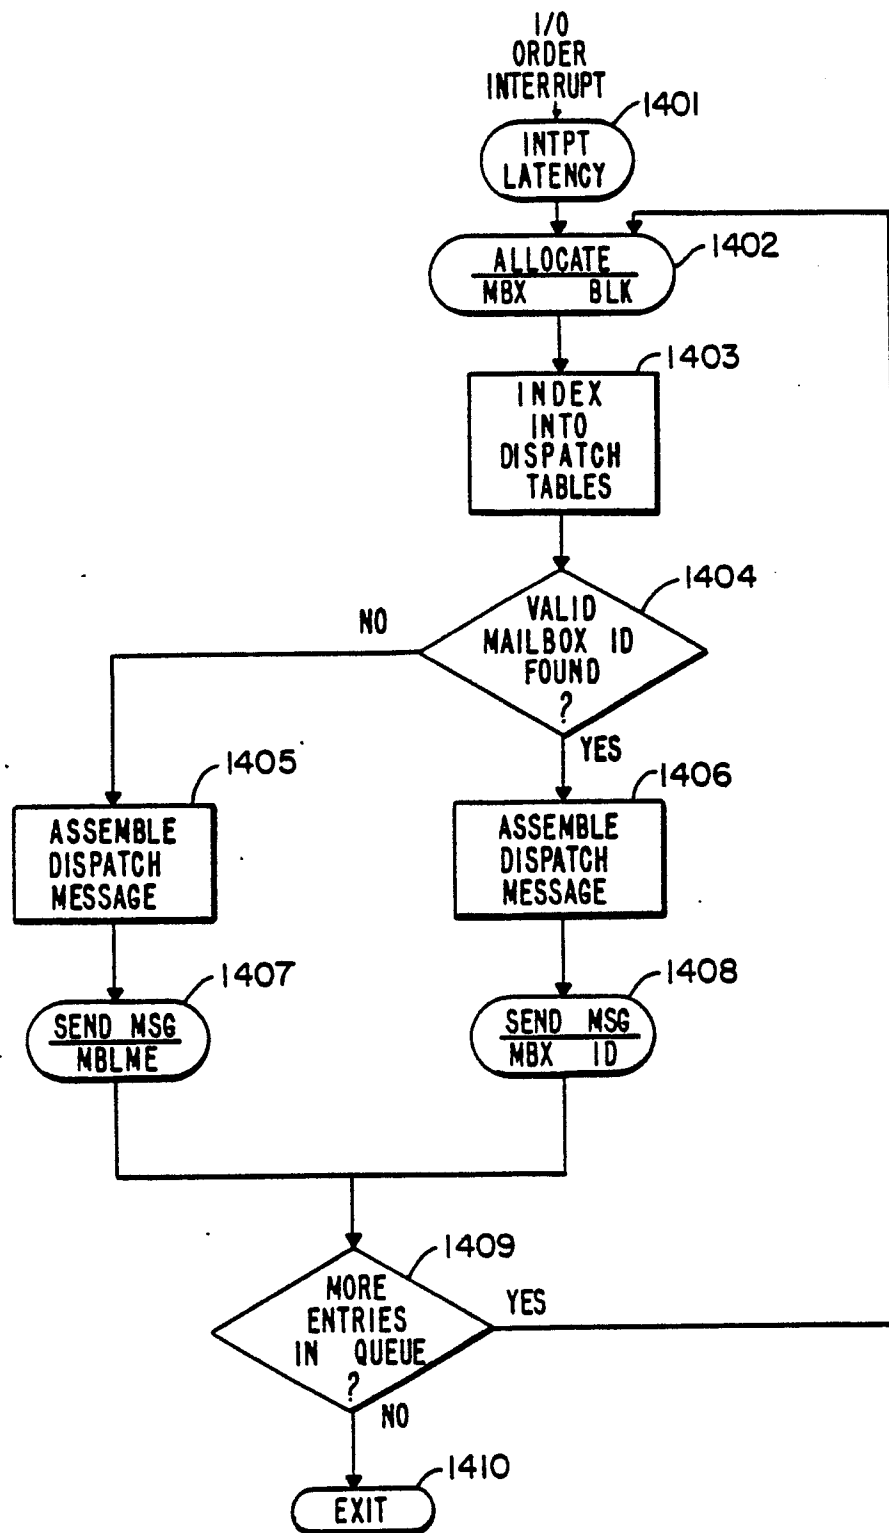 I/O
ORDER
INTERRUPT
1401
INTPT
LATENCY
1402
ALLOCATE
MBX BLK
1403
INDEX
INTO
DISPATCH
TABLES
1404
VALID
MAILBOX ID
FOUND
?
NO
YES
1405
ASSEMBLE
DISPATCH
MESSAGE
1406
ASSEMBLE
DISPATCH
MESSAGE
1407
SEND MSG
MBLME
1408
SEND MSG
MBX ID
1409
MORE
ENTRIES
IN QUEUE
?
YES
NO
1410
EXIT